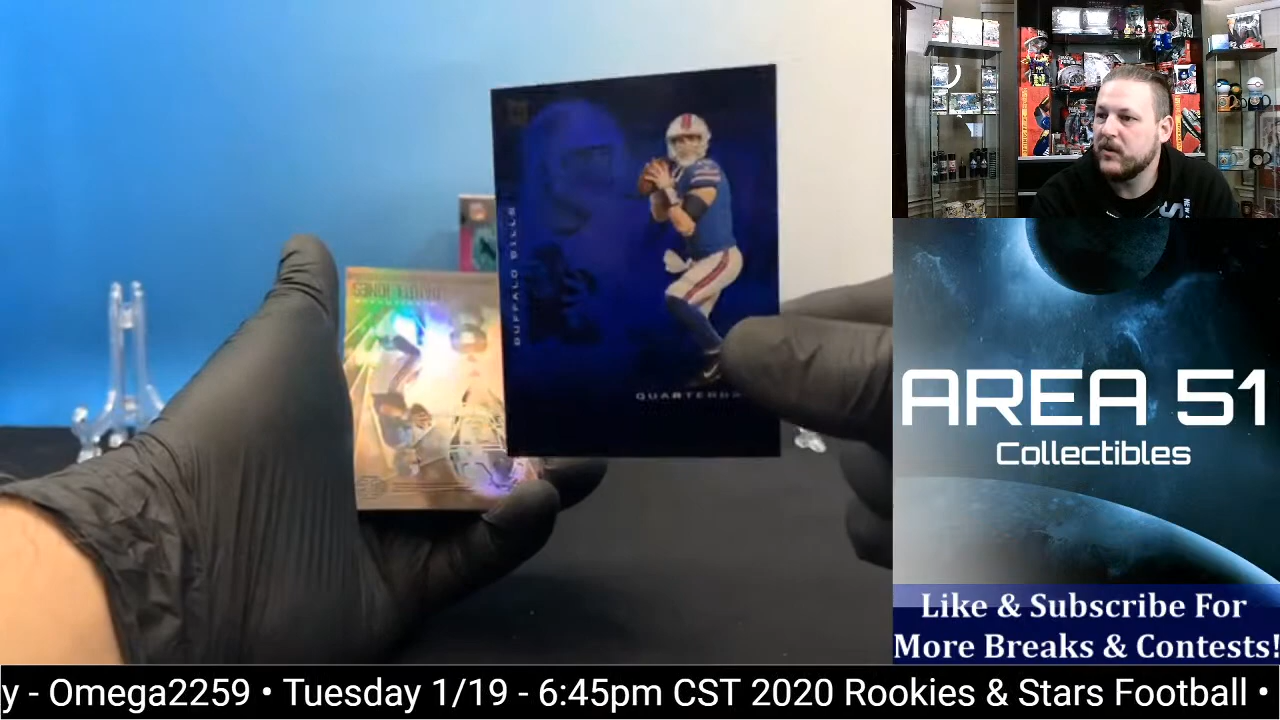 BUFFALO BILLS
AREA 51
Collectibles
Like & Subscribe For
More Breaks & Contests!
y - Omega2259 • Tuesday 1/19 - 6:45pm CST 2020 Rookies & Stars Football •